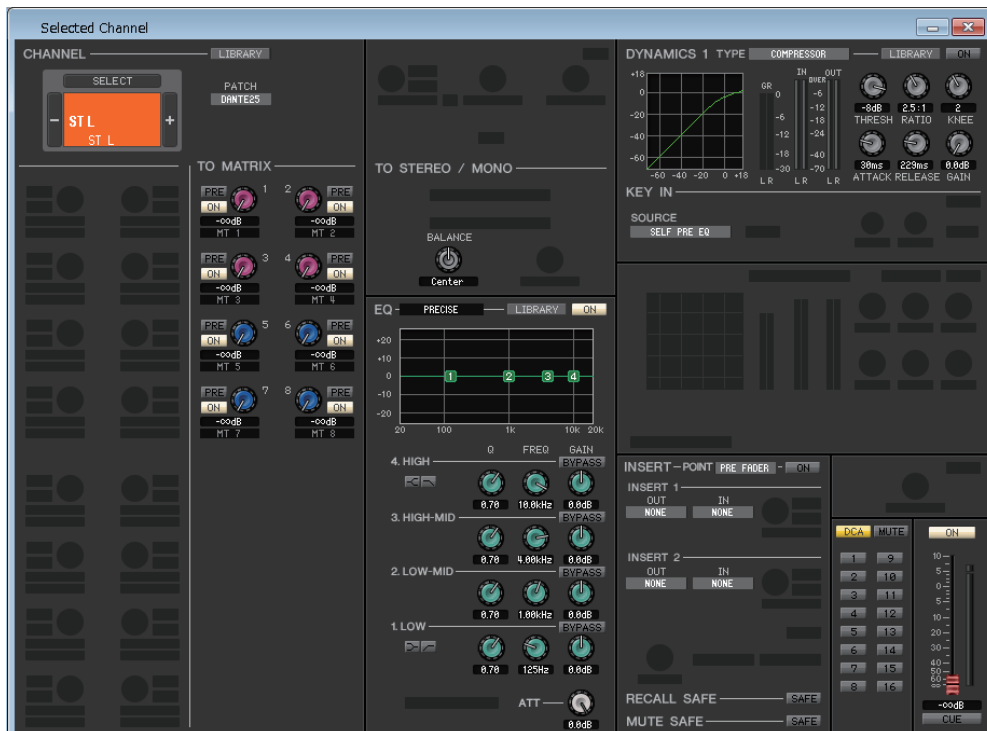 Selected Channel
CHANNEL
LIBRARY
SELECT
-
ST L
ST L
+
PATCH
DANTE25
TO MATRIX
PRE
ON
1
-∞dB
MT 1
2
PRE
ON
-∞dB
MT 2
PRE
ON
3
-∞dB
MT 3
4
PRE
ON
-∞dB
MT 4
PRE
ON
5
-∞dB
MT 5
6
PRE
ON
-∞dB
MT 6
PRE
ON
7
-∞dB
MT 7
8
PRE
ON
-∞dB
MT 8
TO STEREO / MONO
BALANCE
Center
EQ
PRECISE
LIBRARY
ON
+20
+10
0
-10
-20
1
2
3
4
20 100 1k 10k 20k
Q FREQ GAIN
4. HIGH
BYPASS
0.70 10.0kHz 0.0dB
3. HIGH-MID
BYPASS
0.70 4.00kHz 0.0dB
2. LOW-MID
BYPASS
0.70 1.00kHz 0.0dB
1. LOW
BYPASS
0.70 125Hz 0.0dB
ATT
0.0dB
DYNAMICS 1 TYPE COMPRESSOR LIBRARY ON
+18
0
-20
-40
-60
-60 -40 -20 0 +18
GR
0
-6
-12
-18
-30
L R
IN OUT
OVER
-6
-12
-18
-24
-40
-70
L R
L R
-8dB 2.5:1 2
THRESH RATIO KNEE
30ms 229ms 0.0dB
ATTACK RELEASE GAIN
KEY IN
SOURCE
SELF PRE EQ
INSERT POINT PRE FADER ON
INSERT 1
OUT IN
NONE NONE
INSERT 2
OUT IN
NONE NONE
RECALL SAFE SAFE
MUTE SAFE SAFE
DCA MUTE
1 9
2 10
3 11
4 12
5 13
6 14
7 15
8 16
ON
10
5
0
5
10
20
30
40
50
60
∞
-∞dB
CUE